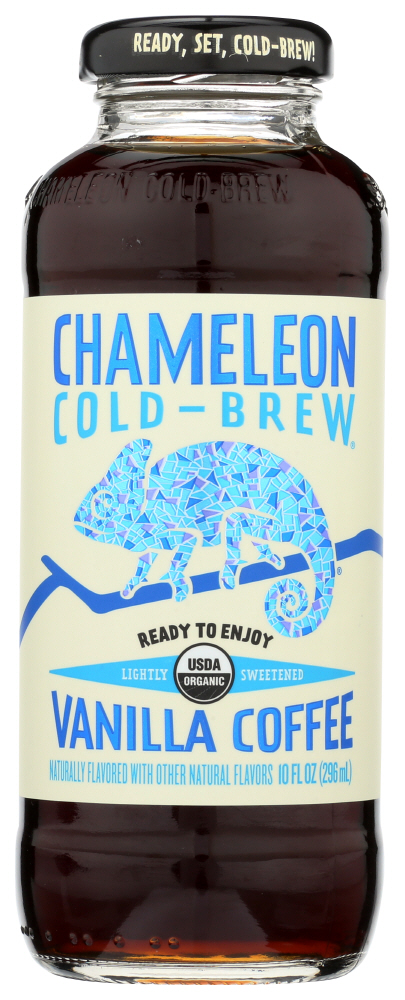 READY, SET, COLD-BREW!
CHAMELEON COLD-BREW
CHAMELEON
COLD-BREW®
®
READY TO ENJOY
LIGHTLY USDA ORGANIC SWEETENED
VANILLA COFFEE
NATURALLY FLAVORED WITH OTHER NATURAL FLAVORS 10 FL OZ (296 mL)